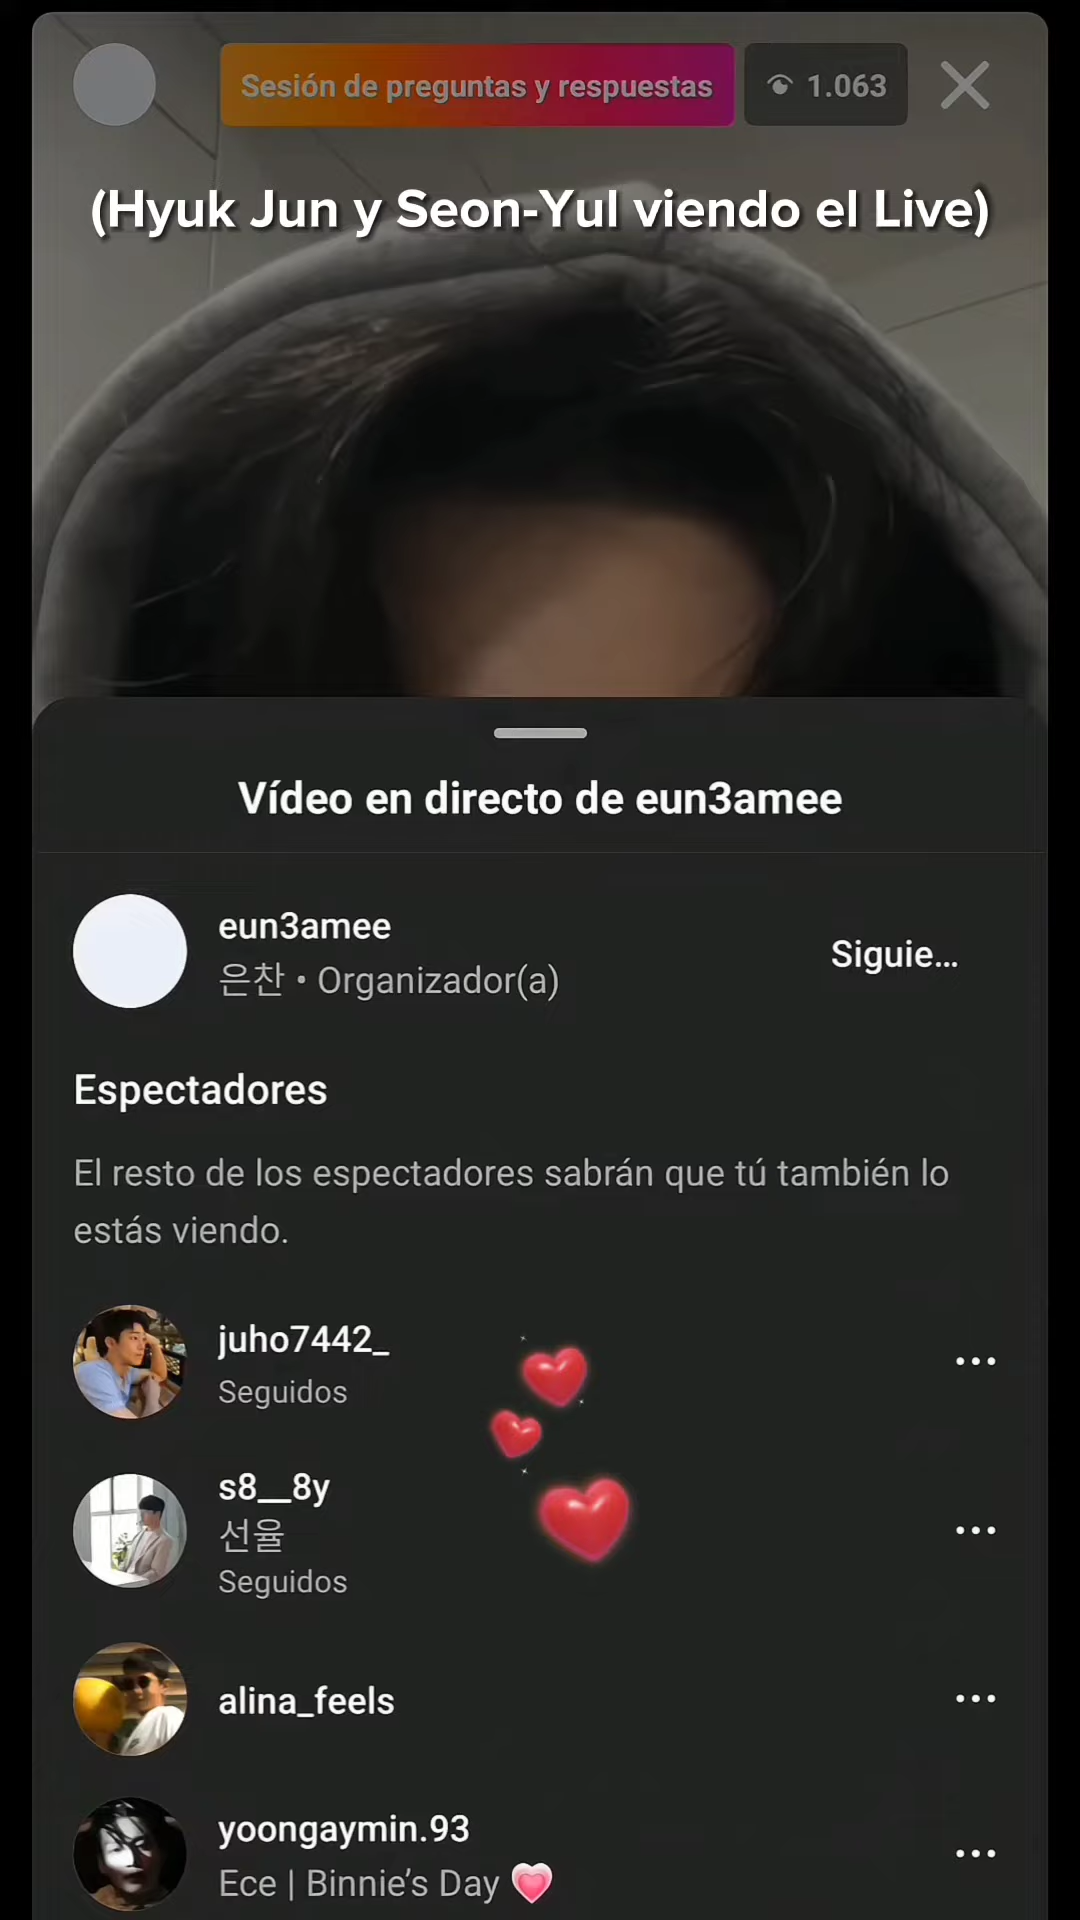 Sesión de preguntas y respuestas
1.063
(Hyuk Jun y Seon-Yul viendo el Live)
Vídeo en directo de eun3amee
eun3amee
은찬 • Organizador(a)
Siguie...
Espectadores
El resto de los espectadores sabrán que tú también lo
estás viendo.
juho7442_
Seguidos
s8__8y
선율
Seguidos
alina_feels
yoongaymin.93
Ece | Binnie’s Day 💗